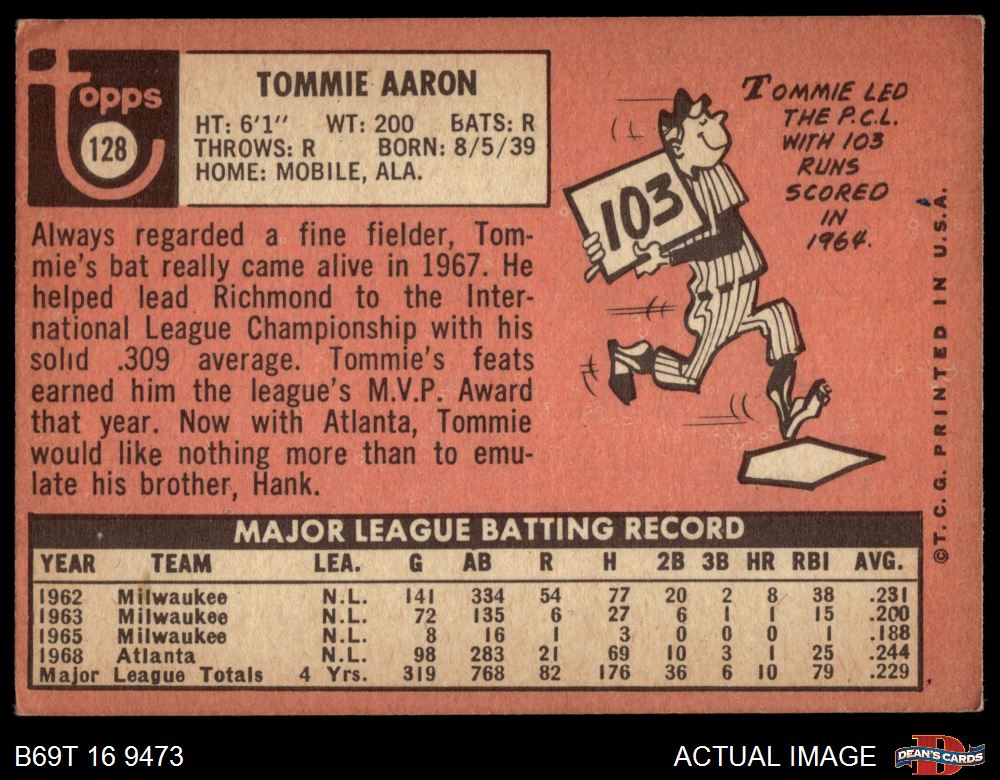 Topps
128
TOMMIE AARON
HT: 6'1" WT: 200 BATS: R
THROWS: R BORN: 8/5/39
HOME: MOBILE, ALA.
TOMMIE LED
THE P.C.L.
WITH 103
RUNS
SCORED
IN
1964.
103
Always regarded a fine fielder, Tom-
mie's bat really came alive in 1967. He
helped lead Richmond to the Inter-
national League Championship with his
solid .309 average. Tommie's feats
earned him the league's M.V.P. Award
that year. Now with Atlanta, Tommie
would like nothing more than to emu-
late his brother, Hank.
©T. C. G. PRINTED IN U.S.A.
MAJOR LEAGUE BATTING RECORD
YEAR TEAM LEA. G AB R H 2B 3B HR RBI AVG.
1962 Milwaukee N.L. 141 334 54 77 20 2 8 38 .231
1963 Milwaukee N.L. 72 135 6 27 6 1 1 15 .200
1965 Milwaukee N.L. 8 16 1 3 0 0 0 1 .188
1968 Atlanta N.L. 98 283 21 69 10 3 1 25 .244
Major League Totals 4 Yrs. 319 768 82 176 36 6 10 79 .229
B69T 16 9473
ACTUAL IMAGE
DEAN'S CARDS